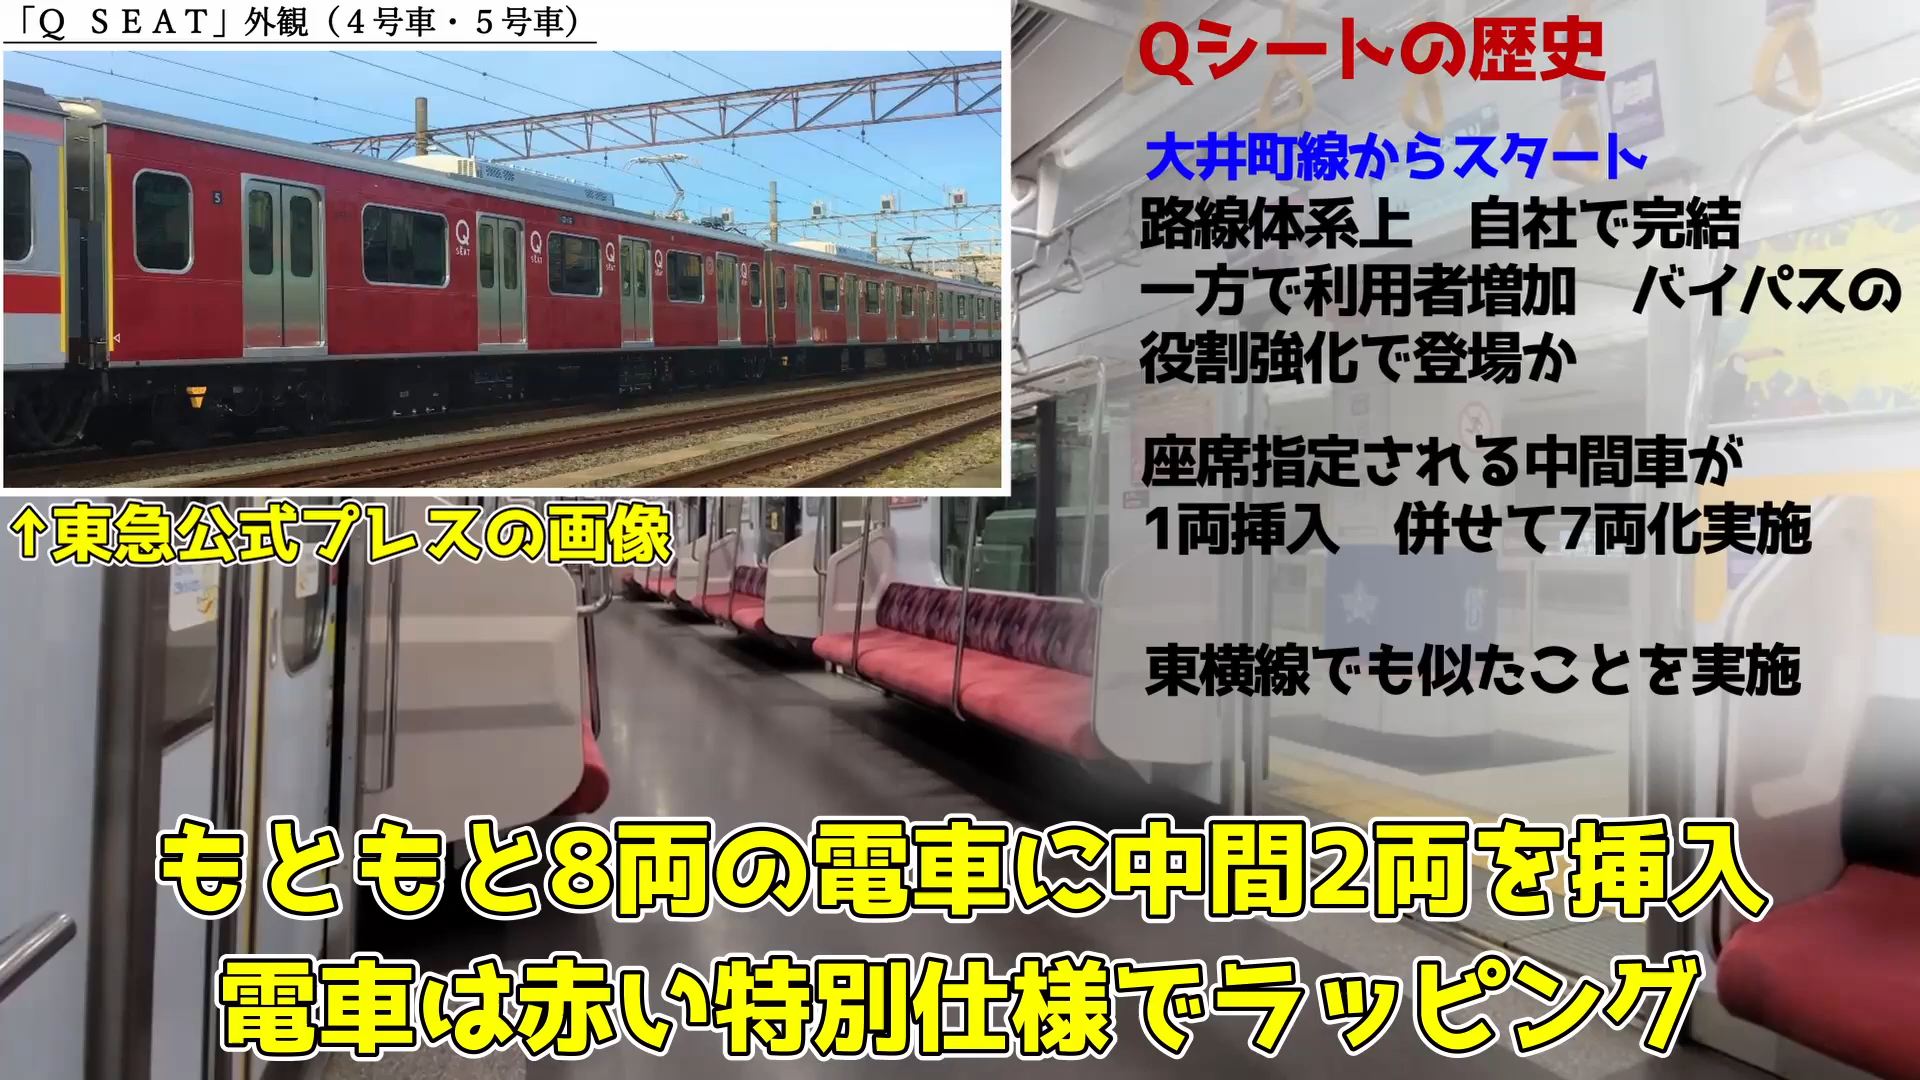 「Q SEAT」外観（４号車・５号車）
5
Q
SEAT
Q
SEAT
Q
SEAT
Q
SEAT
Q
↑東急公式プレスの画像
Qシートの歴史
大井町線からスタート
路線体系上　自社で完結
一方で利用者増加　バイパスの
役割強化で登場か
座席指定される中間車が
1両挿入　併せて7両化実施
東横線でも似たことを実施
もともと8両の電車に中間2両を挿入
電車は赤い特別仕様でラッピング